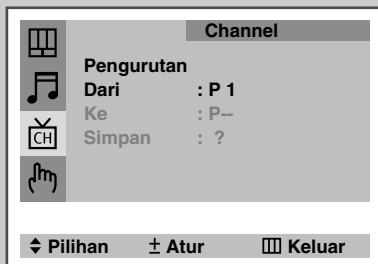 Channel
Pengurutan
Dari : P 1
Ke : P--
Simpan : ?
CH
Pilihan ± Atur Keluar